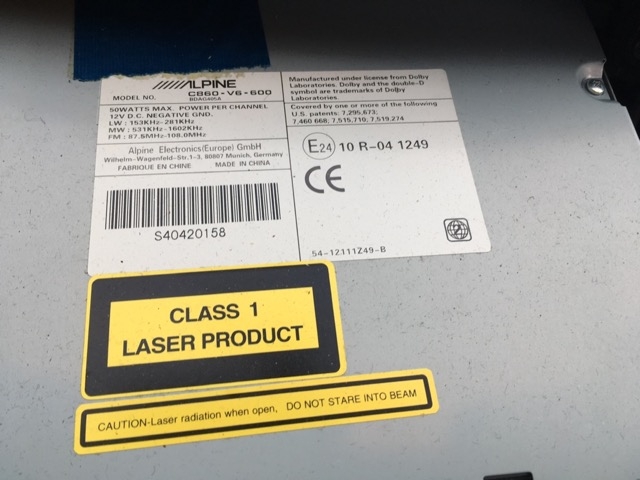 ALPINE
MODEL NO. C860-V6-600
50WATTS MAX. POWER PER CHANNEL
12V D.C. NEGATIVE GND.
LW : 153KHz-281KHz
MW : 531KHz-1602KHz
FM : 87.5MHz-108.0MHz
Alpine Electronics(Europe) GmbH
Wilhelm-Wagenfeld-Str.1-3, 80807 Munich, Germany
FABRIQUE EN CHINE MADE IN CHINA
S40420158
Manufactured under license from Dolby
Laboratories. Dolby and the double-D
symbol are trademarks of Dolby
Laboratories.
Covered by one or more of the following
U.S. patents: 7,295,673;
7,460,668; 7,515,710; 7,519,274
E24 10 R-04 1249
CE
2
54-1Z111Z49-B
CLASS 1
LASER PRODUCT
CAUTION-Laser radiation when open, DO NOT STARE INTO BEAM